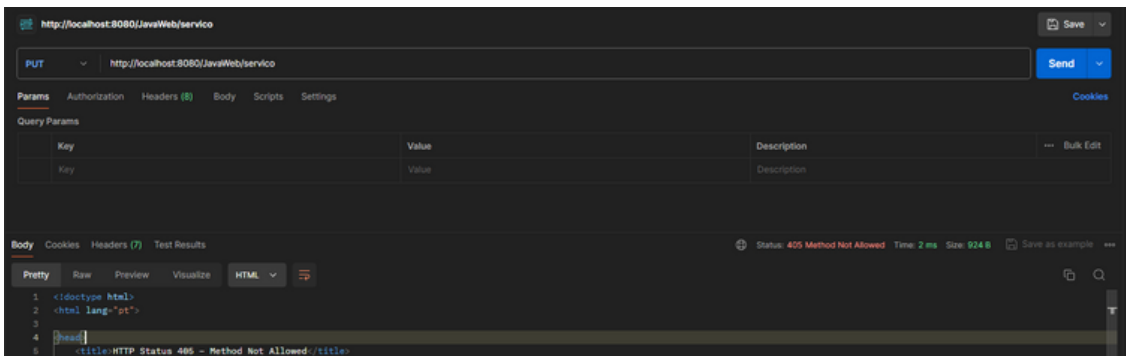 http://localhost:8080/JavaWeb/servico
Save
PUT http://localhost:8080/JavaWeb/servico Send
Params Authorization Headers (8) Body Scripts Settings Cookies
Query Params
Key Value Description ••• Bulk Edit
Key Value Description
Body Cookies Headers (7) Test Results Status: 405 Method Not Allowed Time: 2 ms Size: 924 B Save as example •••
Pretty Raw Preview Visualize HTML
1 <!doctype html>
2 <html lang="pt">
3
4 <head>
5 <title>HTTP Status 405 – Method Not Allowed</title>